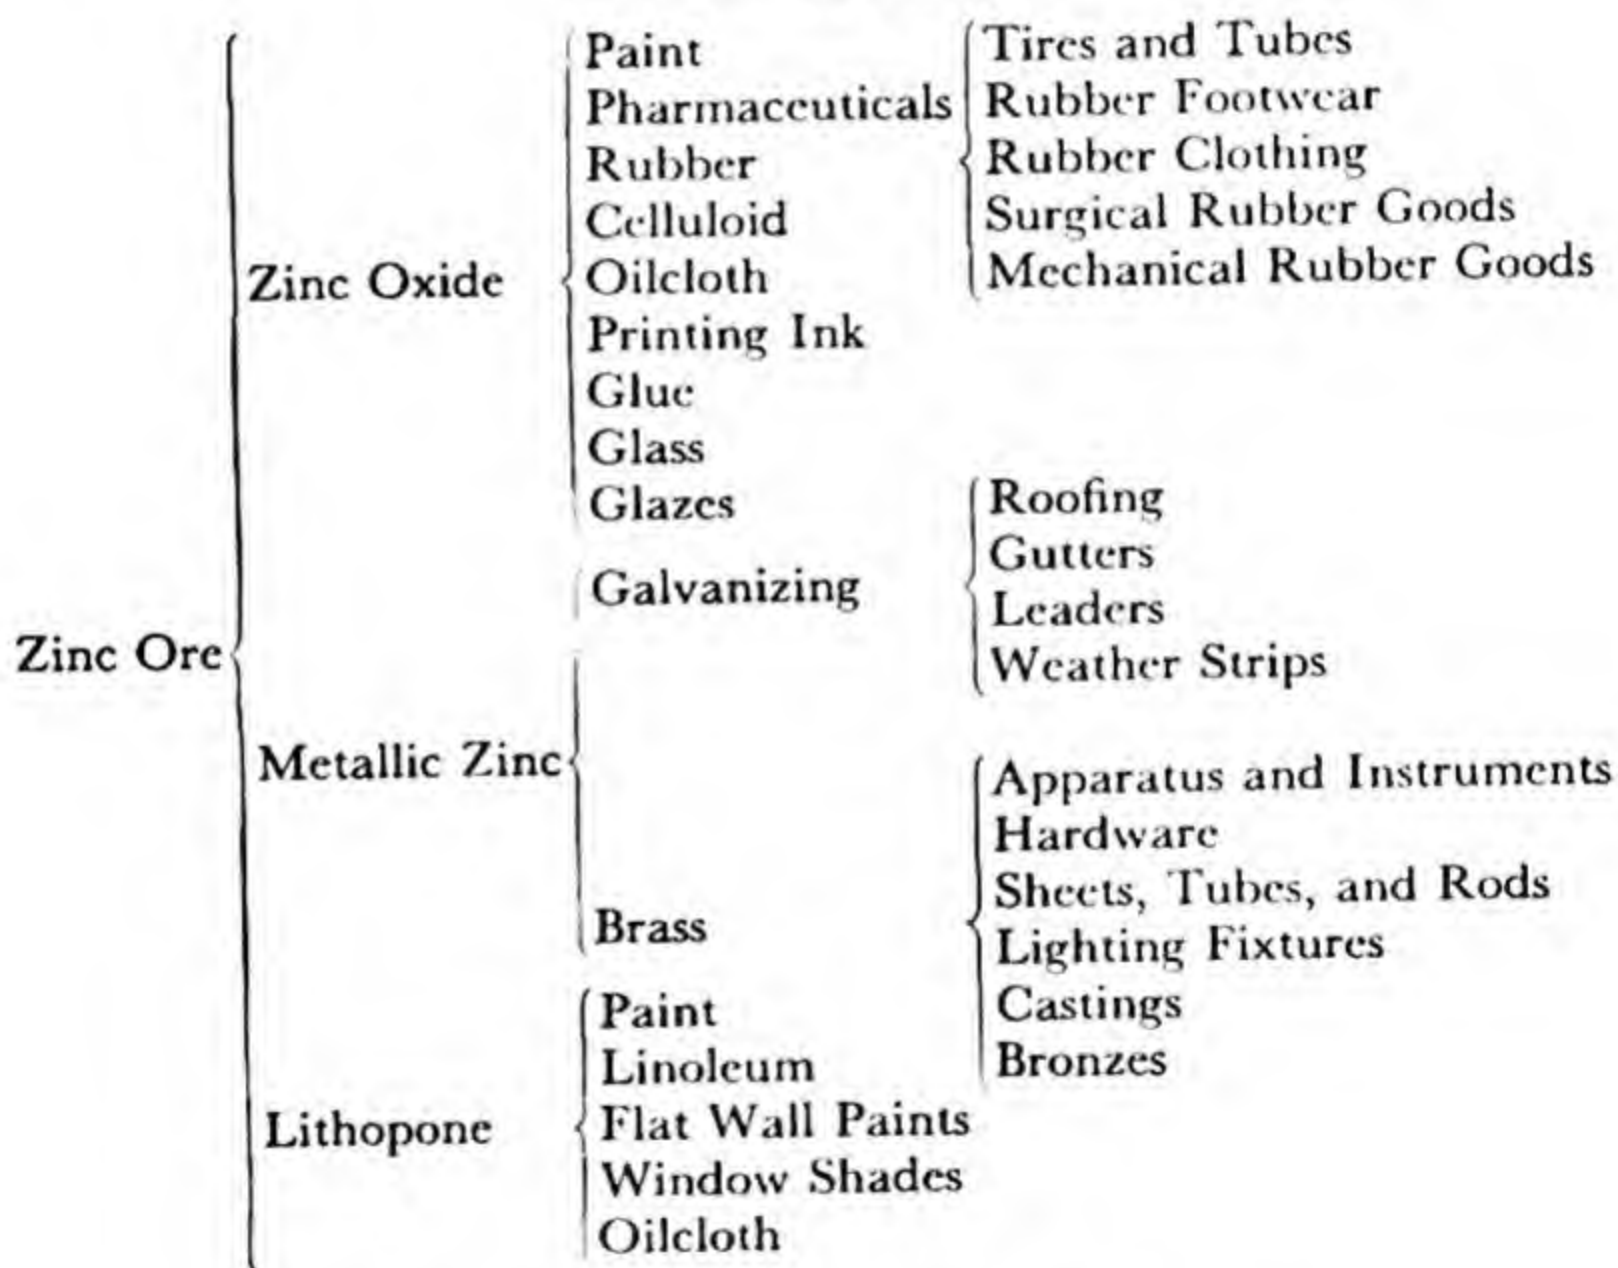 Zinc Ore
Zinc Oxide
Paint
Pharmaceuticals
Rubber
Celluloid
Oilcloth
Printing Ink
Glue
Glass
Glazes
Tires and Tubes
Rubber Footwear
Rubber Clothing
Surgical Rubber Goods
Mechanical Rubber Goods
Metallic Zinc
Galvanizing
Roofing
Gutters
Leaders
Weather Strips
Brass
Apparatus and Instruments
Hardware
Sheets, Tubes, and Rods
Lighting Fixtures
Castings
Bronzes
Lithopone
Paint
Linoleum
Flat Wall Paints
Window Shades
Oilcloth